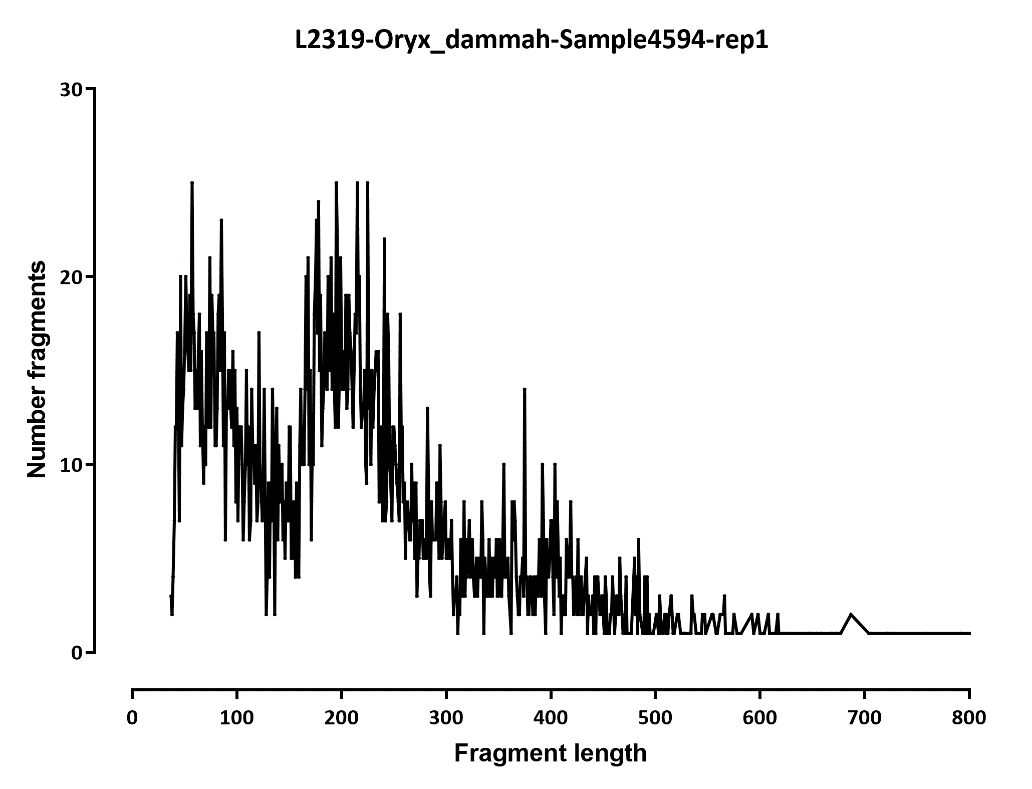 L2319-Oryx_dammah-Sample4594-rep1
30
20
10
0
Number fragments
0 100 200 300 400 500 600 700 800
Fragment length